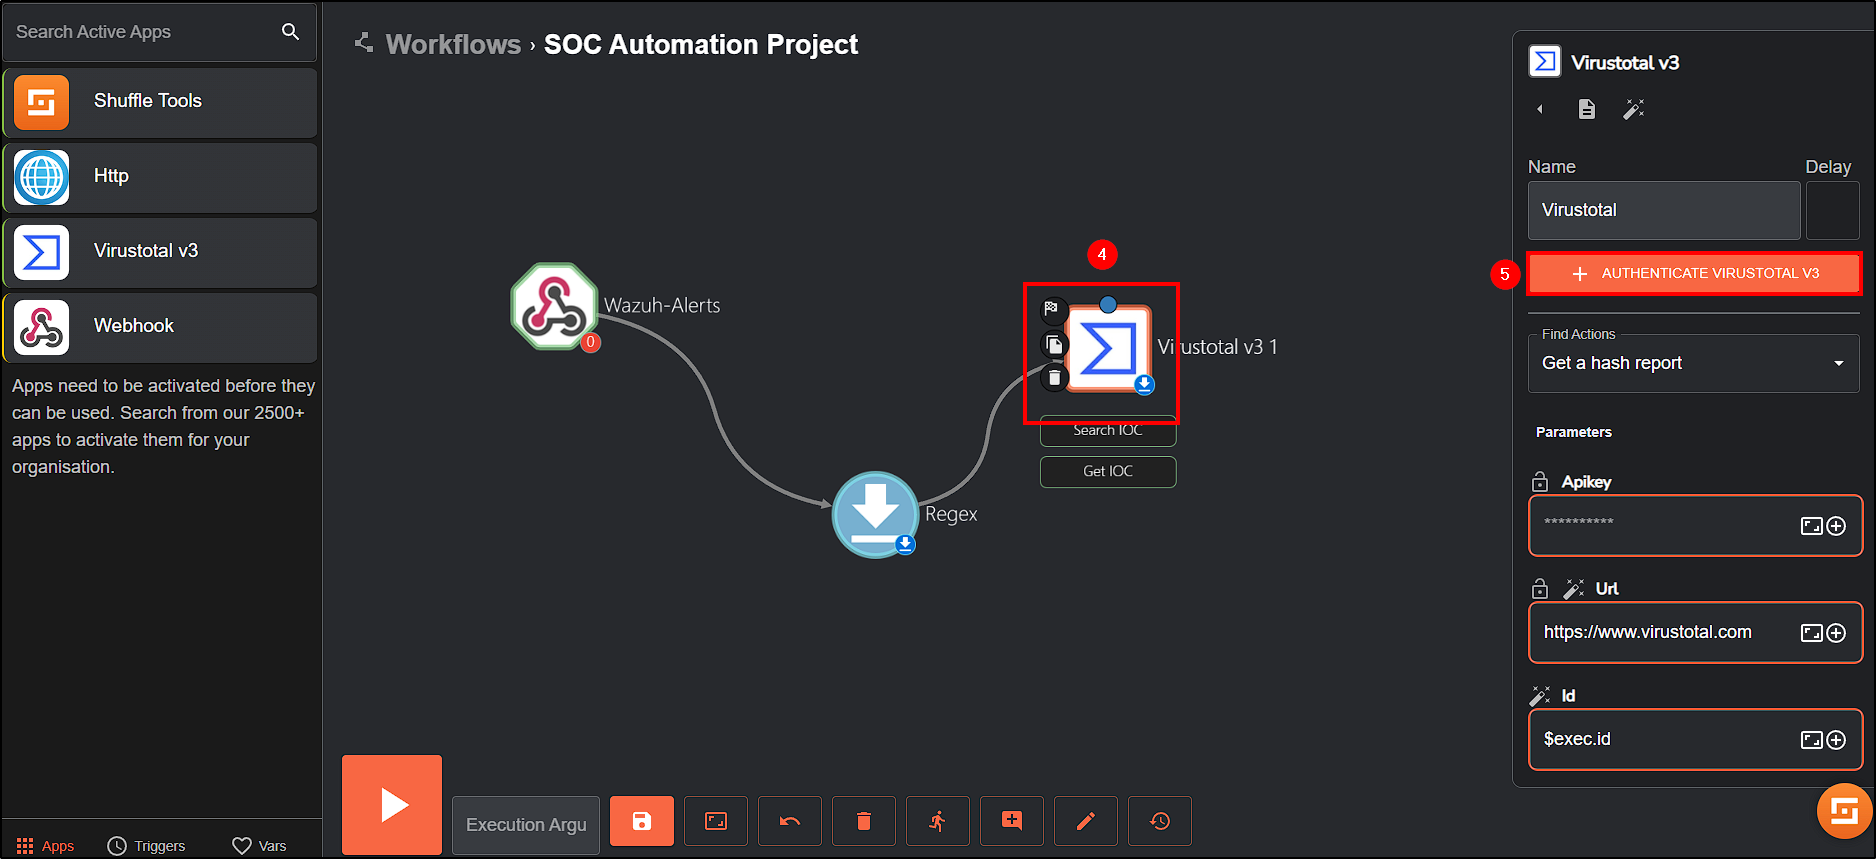 Search Active Apps
Shuffle Tools
Http
Virustotal v3
Webhook
Apps need to be activated before they
can be used. Search from our 2500+
apps to activate them for your
organisation.
Apps
Triggers
Vars
Workflows › SOC Automation Project
Wazuh-Alerts
0
4
Virustotal v3 1
Search IOC
Get IOC
Regex
Execution Argu
Virustotal v3
Name
Delay
Virustotal
5
+ AUTHENTICATE VIRUSTOTAL V3
Find Actions
Get a hash report
Parameters
Apikey
**********
Url
https://www.virustotal.com
Id
$exec.id